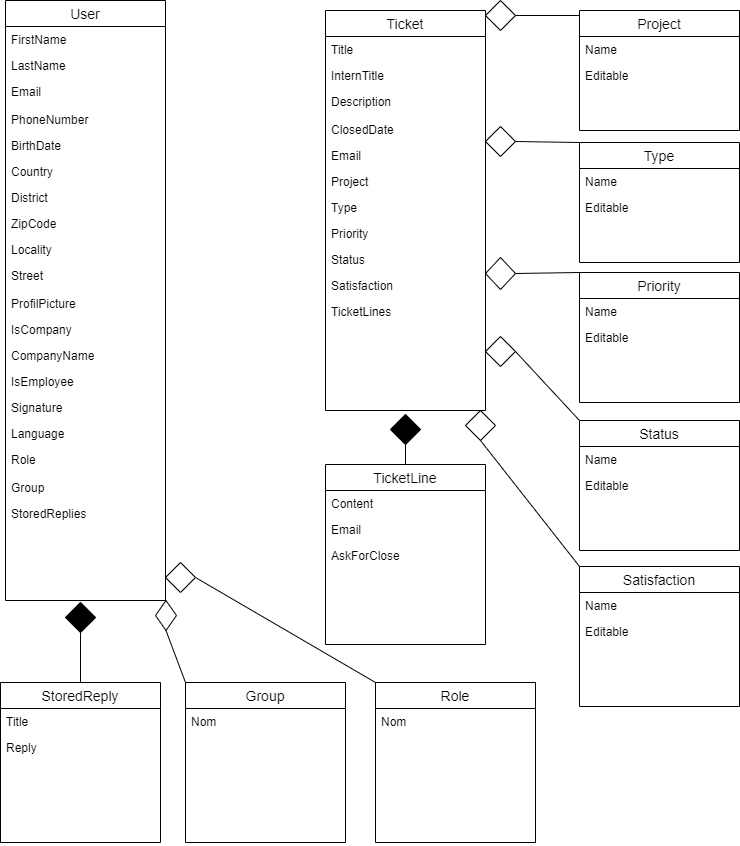 User
FirstName
LastName
Email
PhoneNumber
BirthDate
Country
District
ZipCode
Locality
Street
ProfilPicture
IsCompany
CompanyName
IsEmployee
Signature
Language
Role
Group
StoredReplies
Ticket
Title
InternTitle
Description
ClosedDate
Email
Project
Type
Priority
Status
Satisfaction
TicketLines
Project
Name
Editable
Type
Name
Editable
Priority
Name
Editable
Status
Name
Editable
Satisfaction
Name
Editable
TicketLine
Content
Email
AskForClose
StoredReply
Title
Reply
Group
Nom
Role
Nom